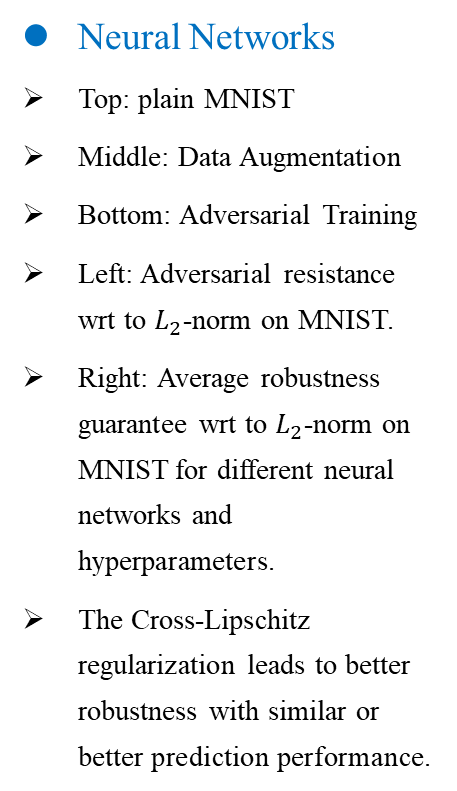 ● Neural Networks
➢ Top: plain MNIST
➢ Middle: Data Augmentation
➢ Bottom: Adversarial Training
➢ Left: Adversarial resistance
wrt to L₂-norm on MNIST.
➢ Right: Average robustness
guarantee wrt to L₂-norm on
MNIST for different neural
networks and
hyperparameters.
➢ The Cross-Lipschitz
regularization leads to better
robustness with similar or
better prediction performance.